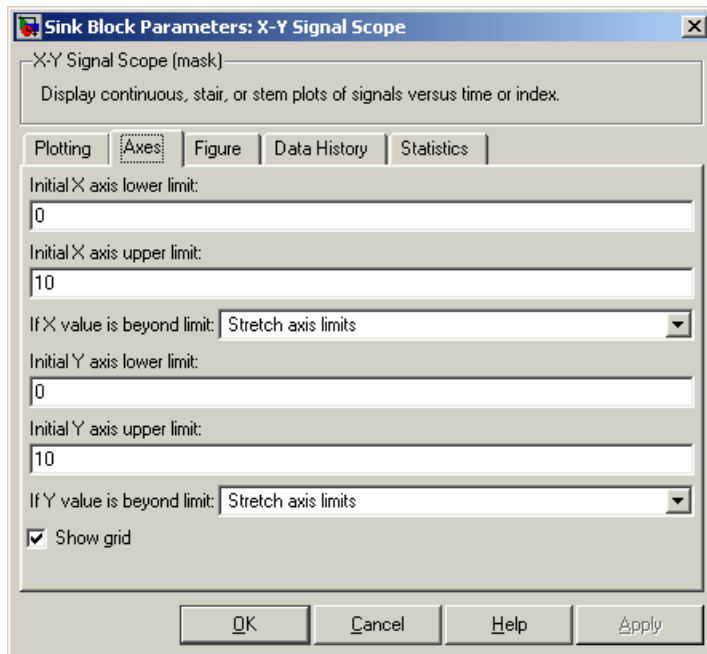 Sink Block Parameters: X-Y Signal Scope
X-Y Signal Scope (mask)
Display continuous, stair, or stem plots of signals versus time or index.
Plotting Axes Figure Data History Statistics
Initial X axis lower limit:
0
Initial X axis upper limit:
10
If X value is beyond limit: Stretch axis limits
Initial Y axis lower limit:
0
Initial Y axis upper limit:
10
If Y value is beyond limit: Stretch axis limits
Show grid
OK Cancel Help Apply